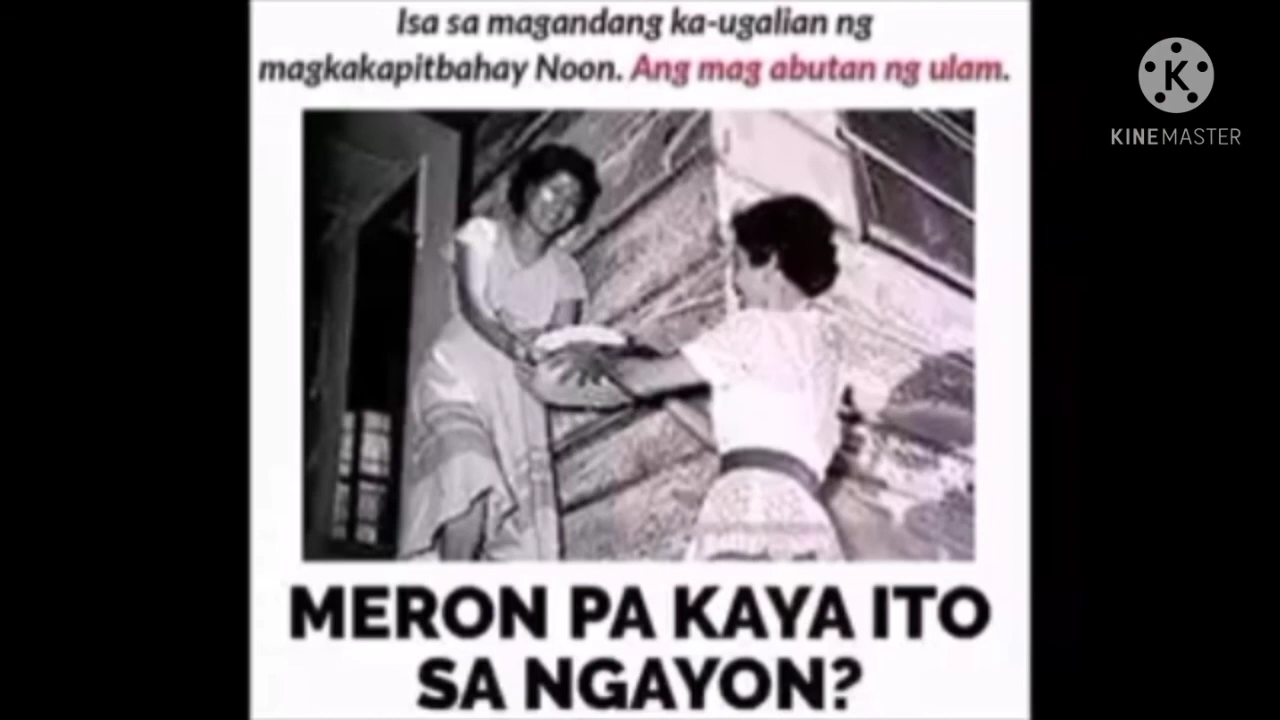 Isa sa magandang ka-ugalian ng
magkakapitbahay Noon. Ang mag abutan ng ulam.
K
KINEMASTER
MERON PA KAYA ITO
SA NGAYON?